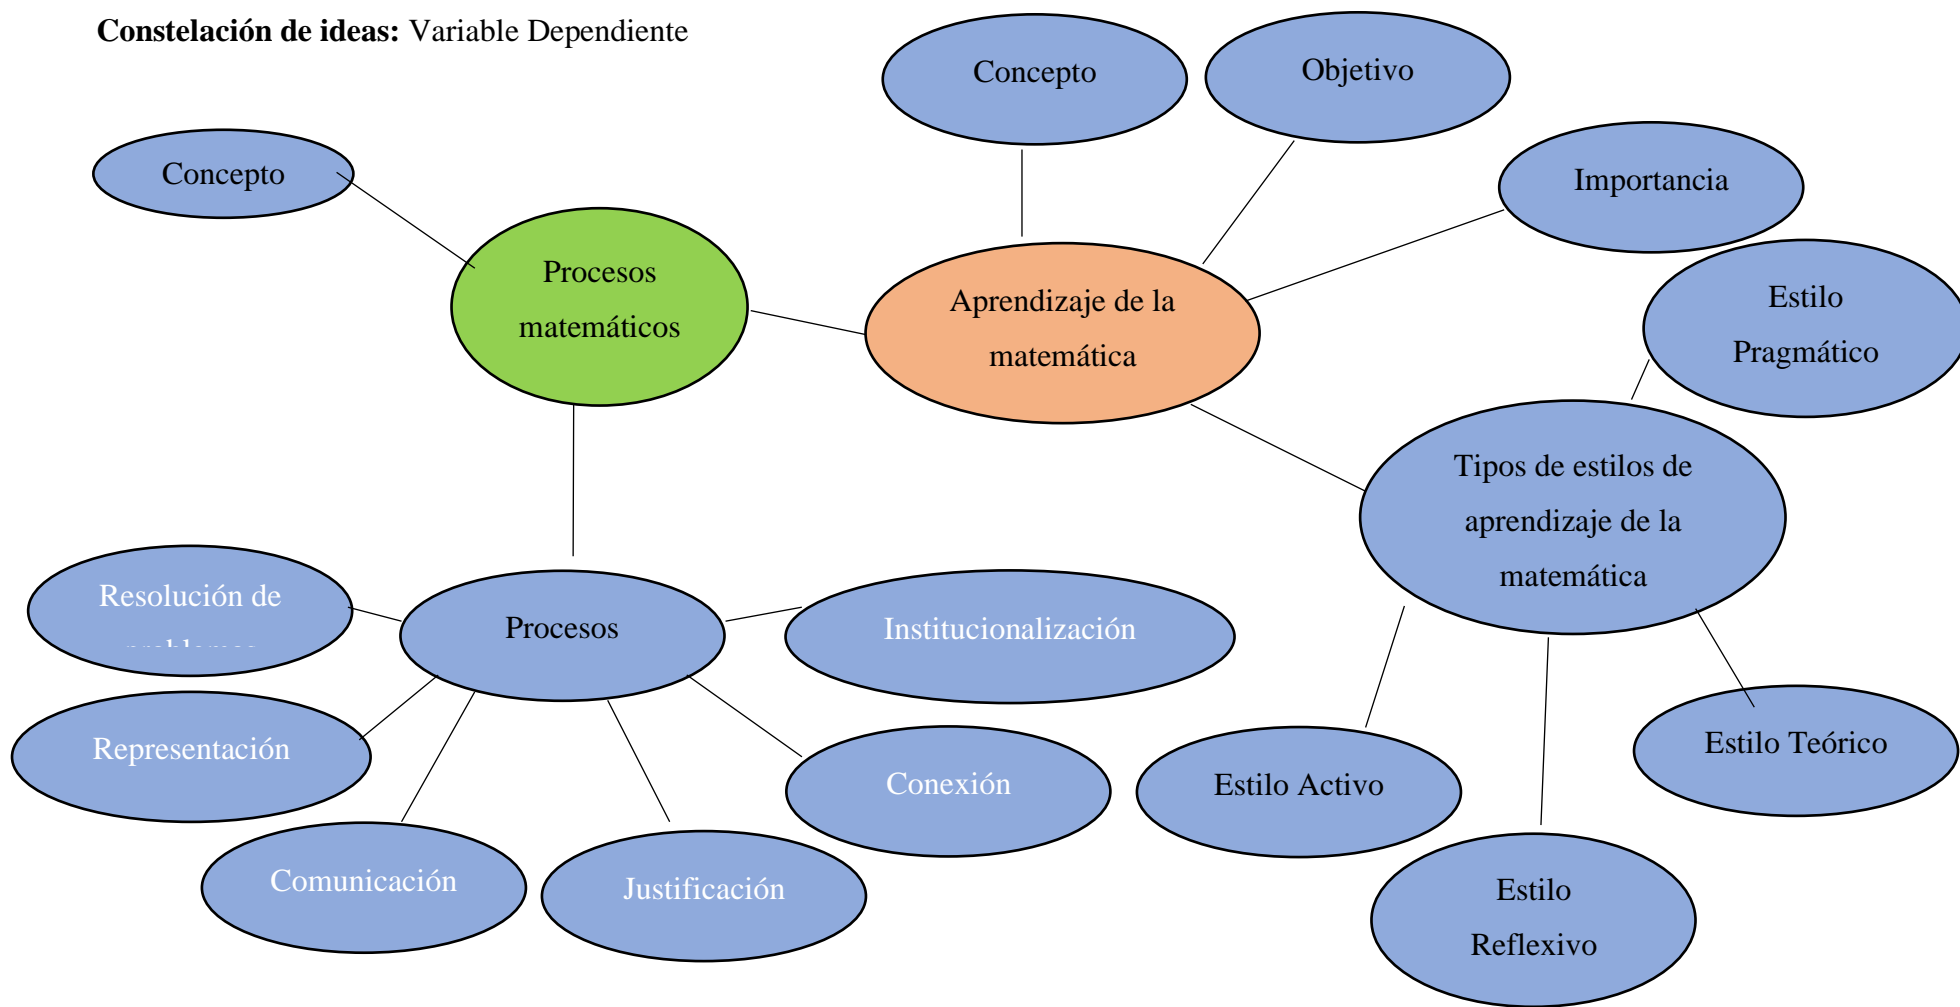 Constelación de ideas: Variable Dependiente
Concepto
Objetivo
Importancia
Concepto
Procesos
matemáticos
Aprendizaje de la
matemática
Estilo
Pragmático
Tipos de estilos de
aprendizaje de la
matemática
Resolución de
Procesos
Institucionalización
Representación
Conexión
Estilo Activo
Estilo Teórico
Comunicación
Justificación
Estilo
Reflexivo